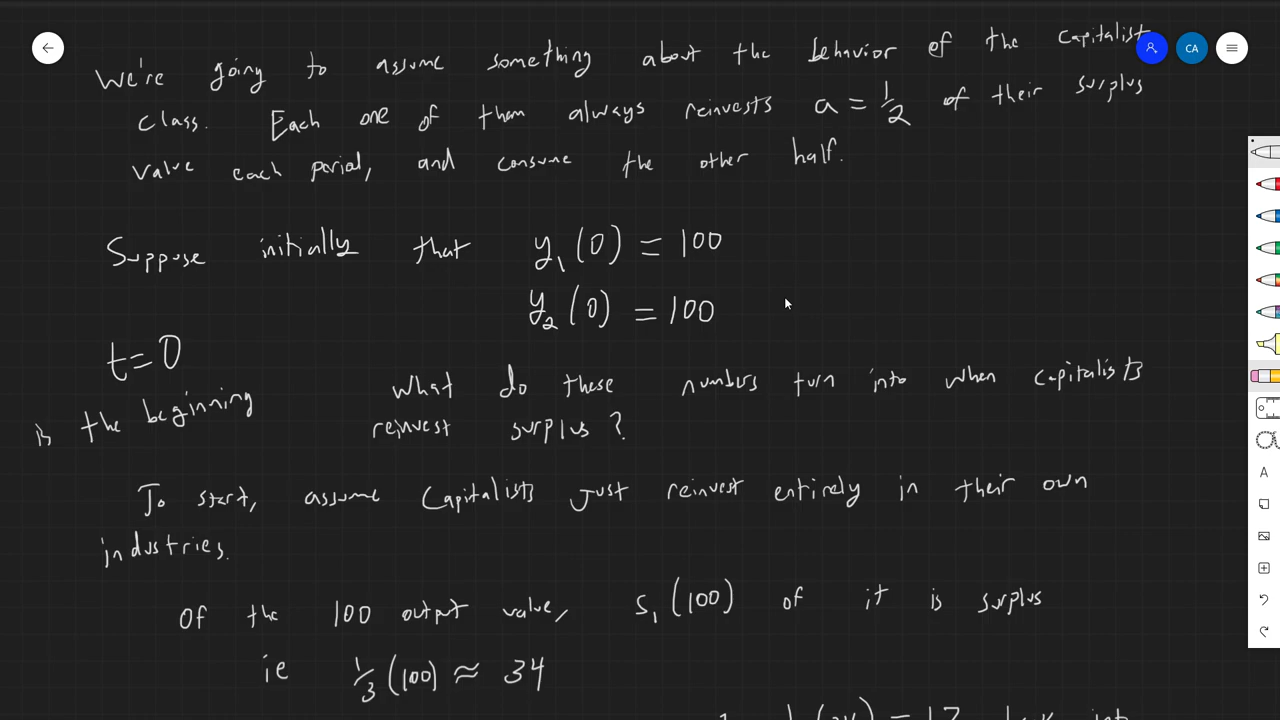 We're going to assume something about the behavior of the capitalist
class. Each one of them always reinvests a = 1/2 of their surplus
value each period, and consume the other half.
Suppose initially that y₁(0) = 100
y₂(0) = 100
t=0
is the beginning
What do these numbers turn into when capitalists
reinvest surplus?
To start, assume capitalists just reinvest entirely in their own
industries.
Of the 100 output value, s₁(100) of it is surplus
ie 1/3 (100) ≈ 34
CA
A